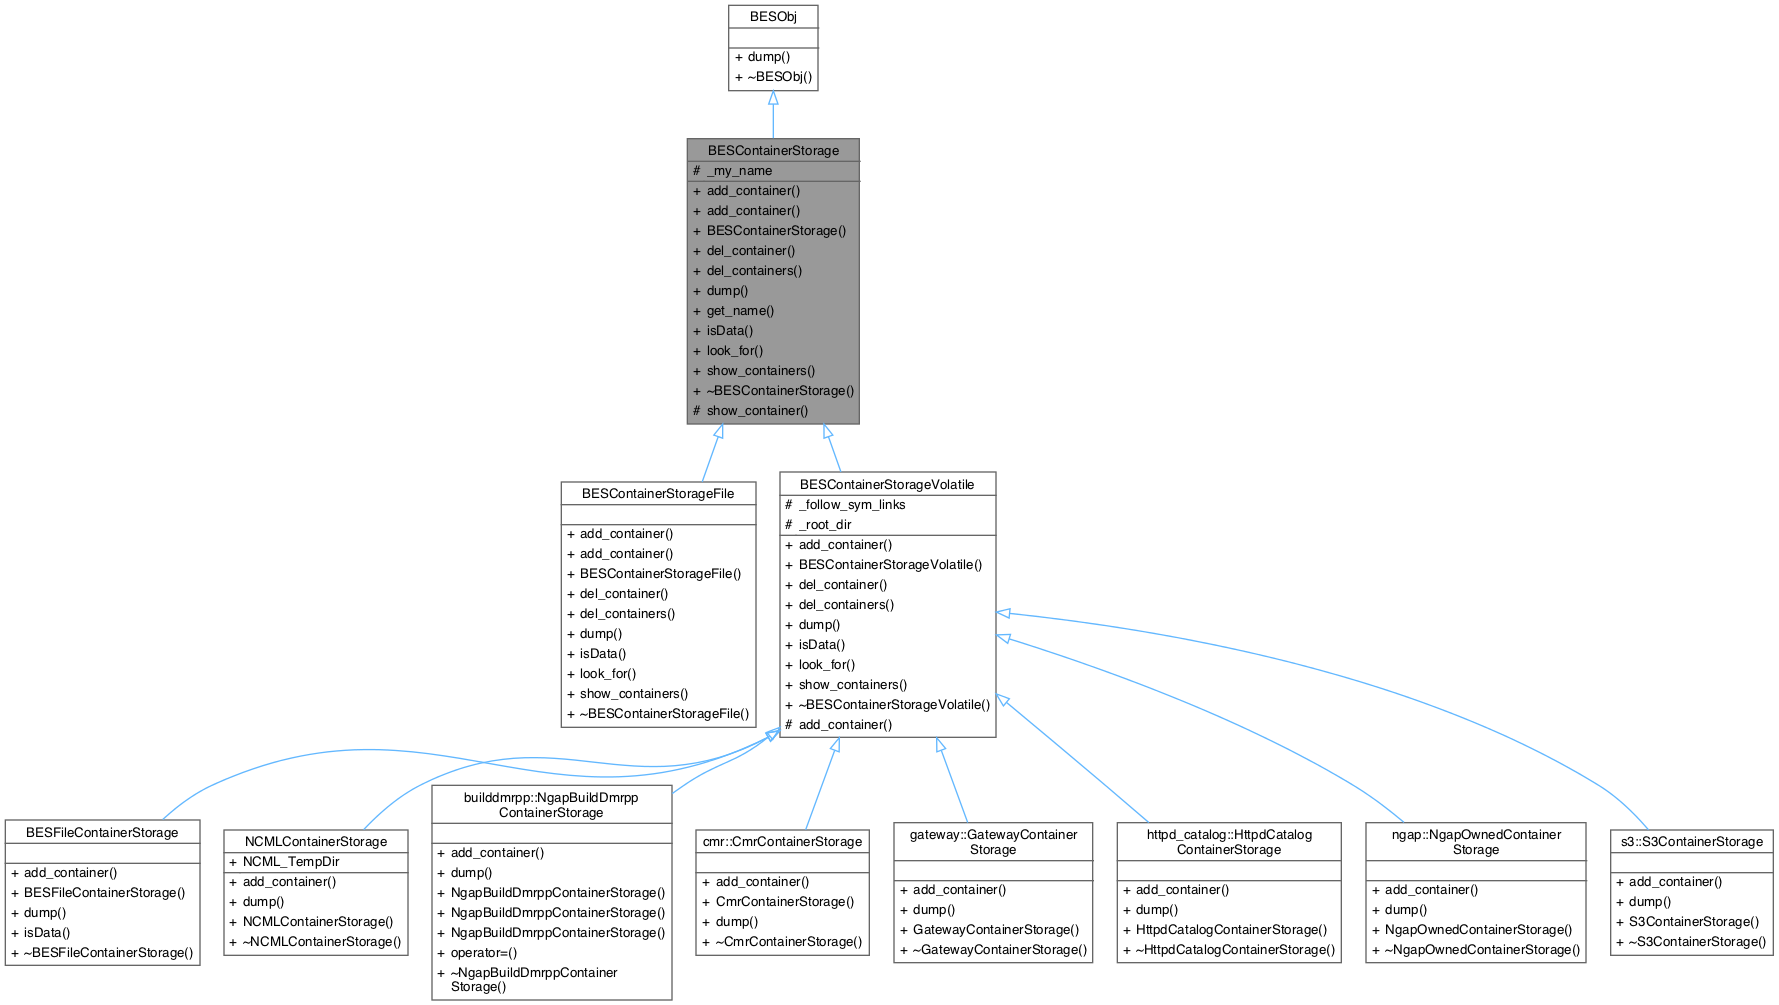 BESObj
+ dump()
+ ~BESObj()
BESContainerStorage
# _my_name
+ add_container()
+ add_container()
+ BESContainerStorage()
+ del_container()
+ del_containers()
+ dump()
+ get_name()
+ isData()
+ look_for()
+ show_containers()
+ ~BESContainerStorage()
# show_container()
BESContainerStorageFile
+ add_container()
+ add_container()
+ BESContainerStorageFile()
+ del_container()
+ del_containers()
+ dump()
+ isData()
+ look_for()
+ show_containers()
+ ~BESContainerStorageFile()
BESContainerStorageVolatile
# _follow_sym_links
# _root_dir
+ add_container()
+ BESContainerStorageVolatile()
+ del_container()
+ del_containers()
+ dump()
+ isData()
+ look_for()
+ show_containers()
+ ~BESContainerStorageVolatile()
# add_container()
BESFileContainerStorage
+ add_container()
+ BESFileContainerStorage()
+ dump()
+ isData()
+ ~BESFileContainerStorage()
NCMLContainerStorage
+ NCML_TempDir
+ add_container()
+ dump()
+ NCMLContainerStorage()
+ ~NCMLContainerStorage()
builddmrpp::NgapBuildDmrpp
ContainerStorage
+ add_container()
+ dump()
+ NgapBuildDmrppContainerStorage()
+ NgapBuildDmrppContainerStorage()
+ NgapBuildDmrppContainerStorage()
+ operator=()
+ ~NgapBuildDmrppContainer
Storage()
cmr::CmrContainerStorage
+ add_container()
+ CmrContainerStorage()
+ dump()
+ ~CmrContainerStorage()
gateway::GatewayContainer
Storage
+ add_container()
+ dump()
+ GatewayContainerStorage()
+ ~GatewayContainerStorage()
httpd_catalog::HttpdCatalog
ContainerStorage
+ add_container()
+ dump()
+ HttpdCatalogContainerStorage()
+ ~HttpdCatalogContainerStorage()
ngap::NgapOwnedContainer
Storage
+ add_container()
+ dump()
+ NgapOwnedContainerStorage()
+ ~NgapOwnedContainerStorage()
s3::S3ContainerStorage
+ add_container()
+ dump()
+ S3ContainerStorage()
+ ~S3ContainerStorage()